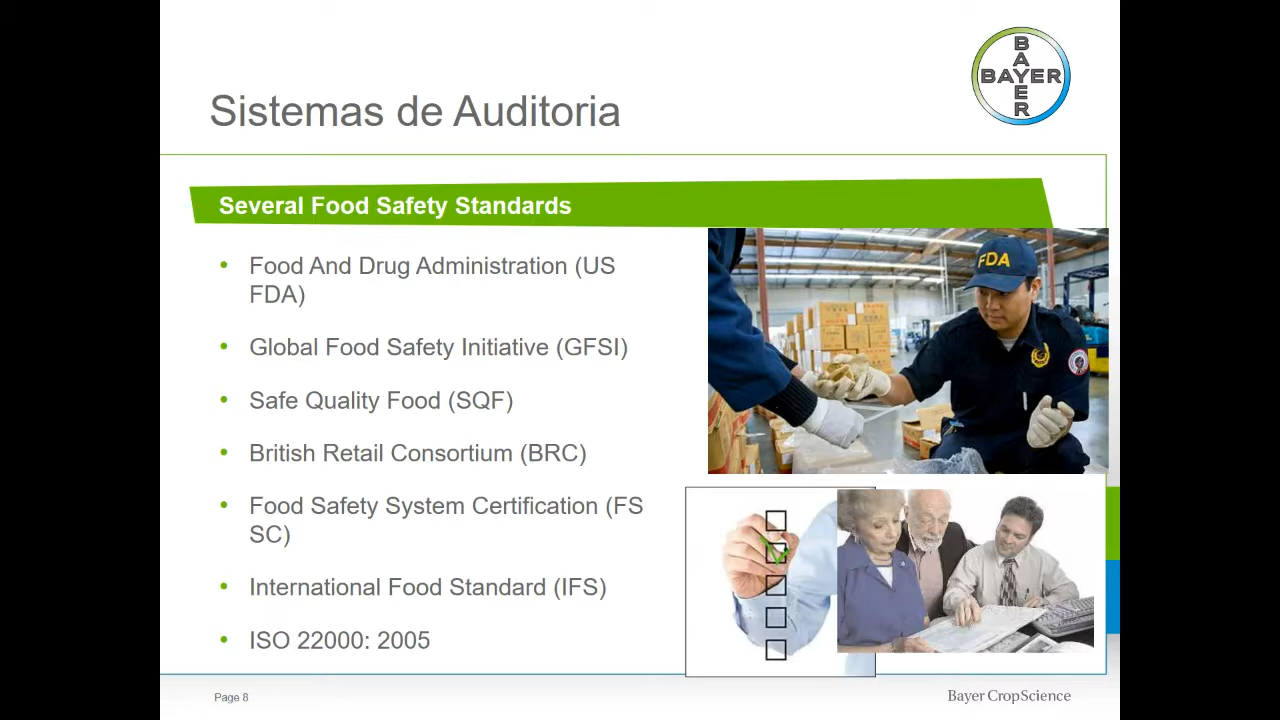 Sistemas de Auditoria
BAYER
BAYER
Several Food Safety Standards
• Food And Drug Administration (US
FDA)
• Global Food Safety Initiative (GFSI)
• Safe Quality Food (SQF)
• British Retail Consortium (BRC)
• Food Safety System Certification (FS
SC)
• International Food Standard (IFS)
• ISO 22000: 2005
FDA
Page 8
Bayer CropScience